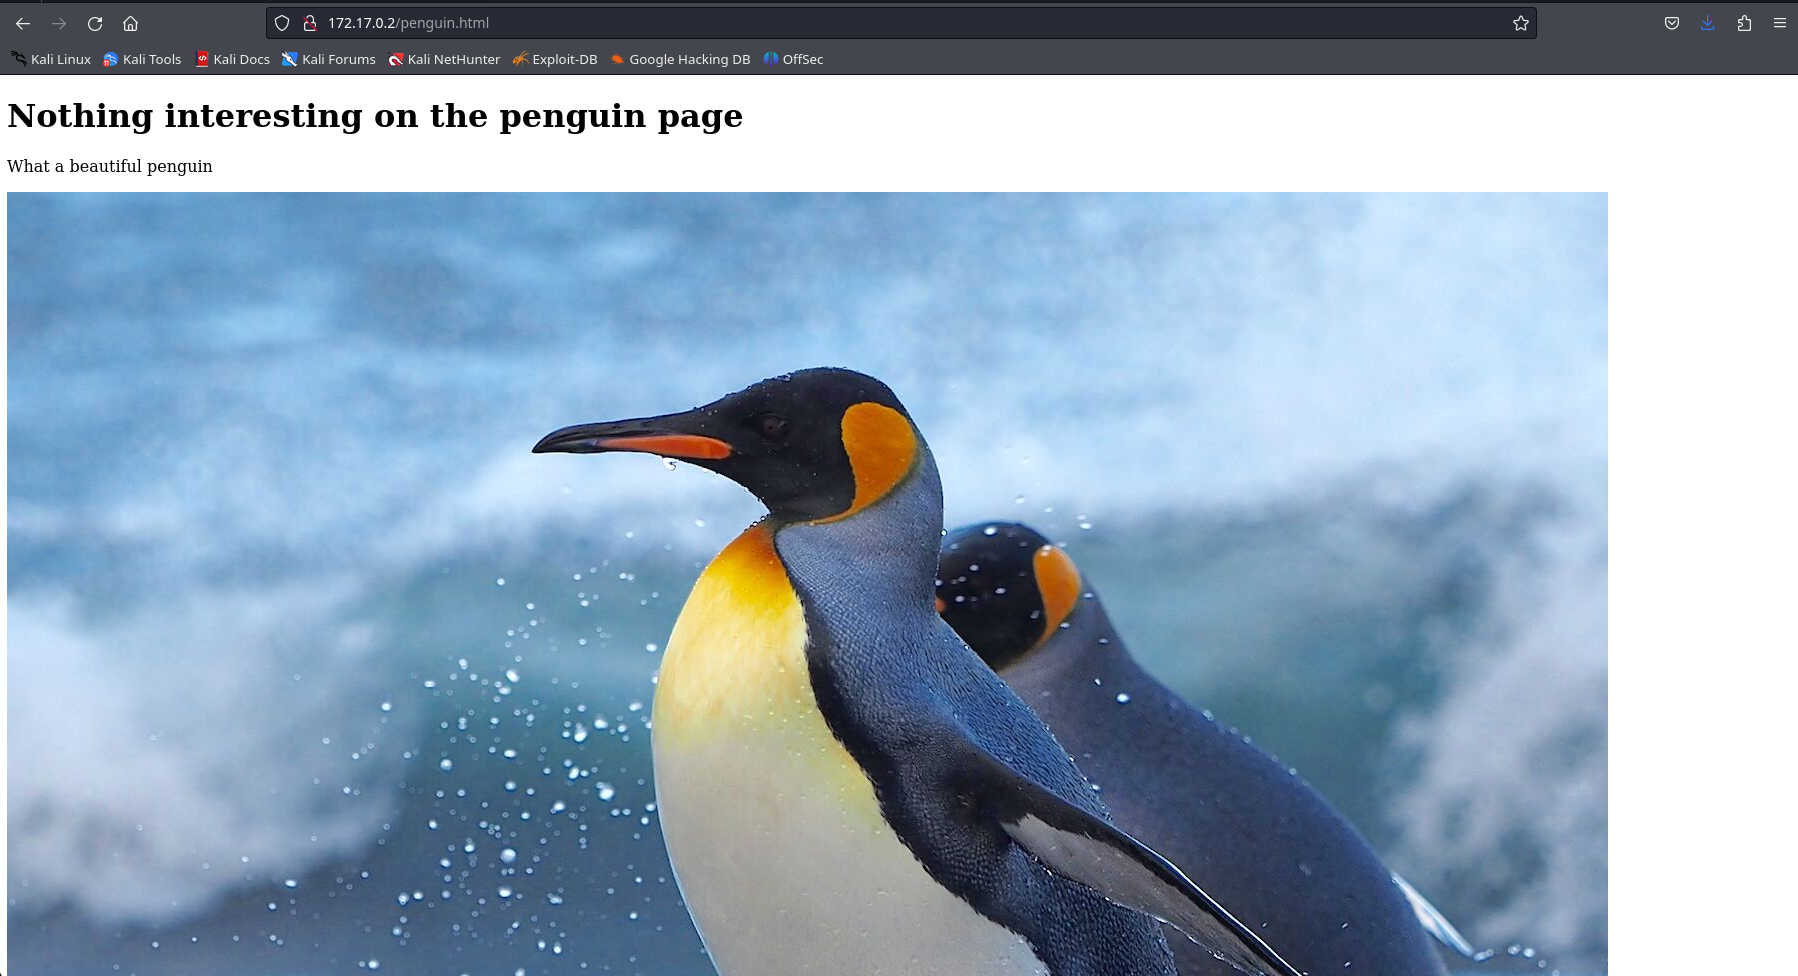 172.17.0.2/penguin.html
Kali Linux Kali Tools Kali Docs Kali Forums Kali NetHunter Exploit-DB Google Hacking DB OffSec
Nothing interesting on the penguin page
What a beautiful penguin